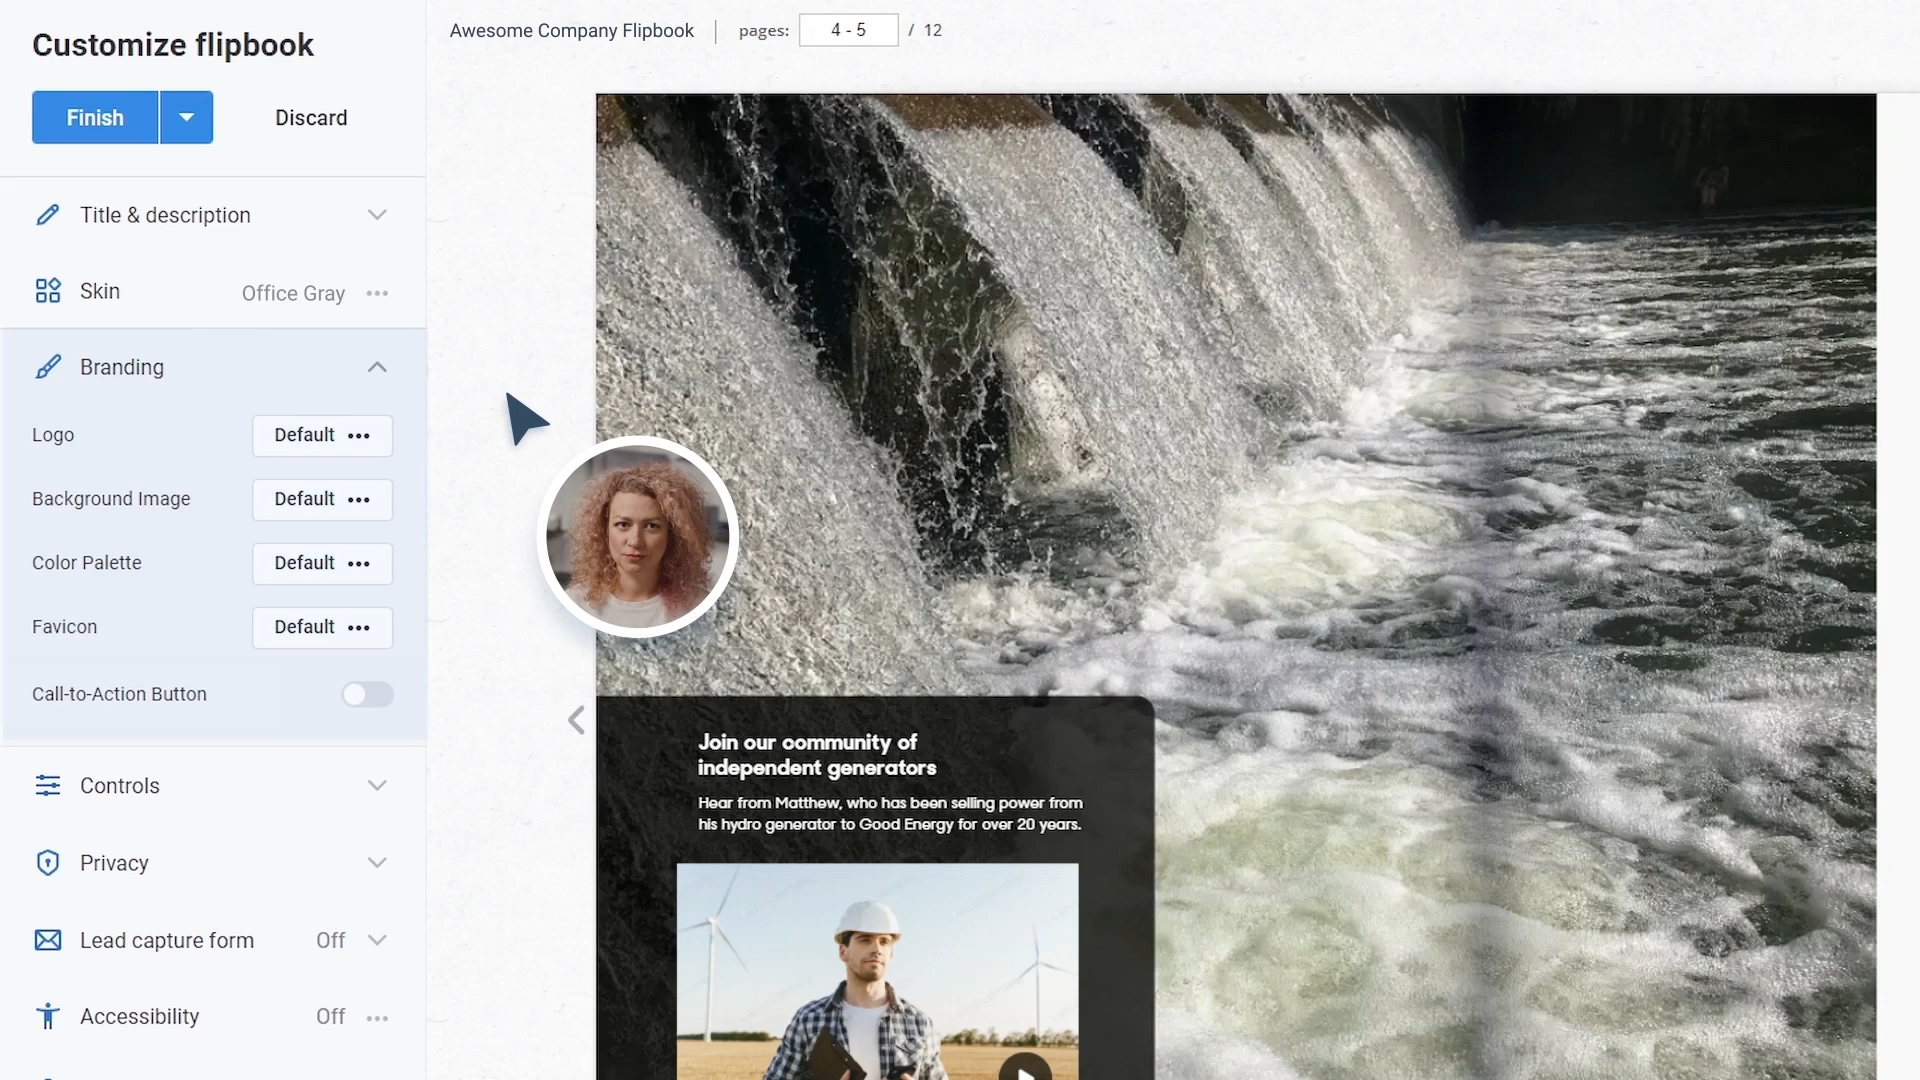 Customize flipbook
Finish
Discard
Title & description
Skin
Office Gray
Branding
Logo
Default
Background Image
Default
Color Palette
Default
Favicon
Default
Call-to-Action Button
Controls
Privacy
Lead capture form
Off
Accessibility
Off
Awesome Company Flipbook
pages:
4 - 5
/ 12
Join our community of
independent generators
Hear from Matthew, who has been selling power from
his hydro generator to Good Energy for over 20 years.